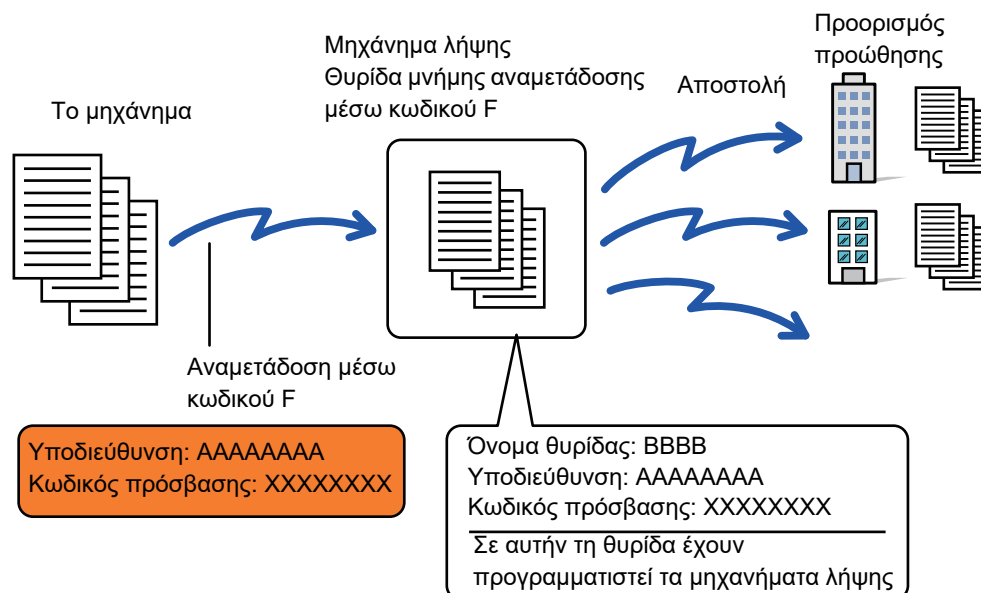 Το μηχάνημα
Μηχάνημα λήψης
Θυρίδα μνήμης αναμετάδοσης
μέσω κωδικού F
Αποστολή
Προορισμός
προώθησης
Αναμετάδοση μέσω
κωδικού F
Υποδιεύθυνση: AAAAAAAA
Κωδικός πρόσβασης: XXXXXXXX
Όνομα θυρίδας: BBBB
Υποδιεύθυνση: AAAAAAAA
Κωδικός πρόσβασης: XXXXXXXX
Σε αυτήν τη θυρίδα έχουν
προγραμματιστεί τα μηχανήματα λήψης